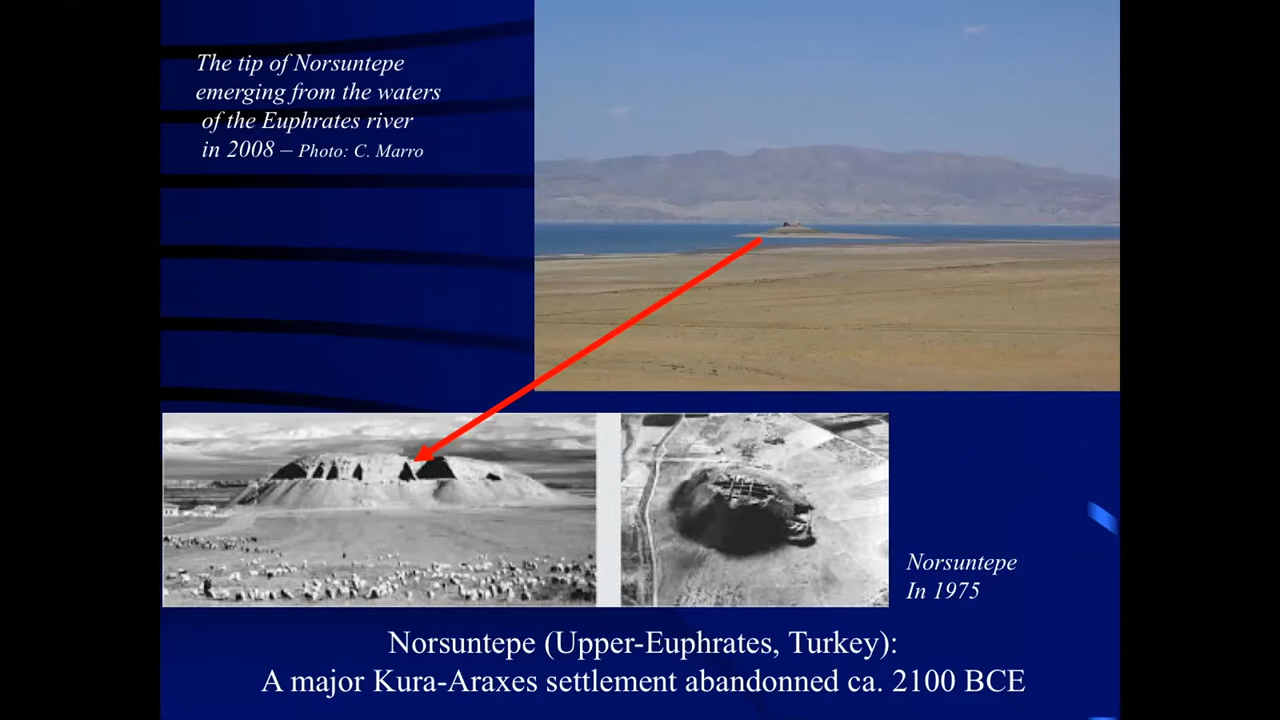 The tip of Norsuntepe
emerging from the waters
of the Euphrates river
in 2008 – Photo: C. Marro
Norsuntepe
In 1975
Norsuntepe (Upper-Euphrates, Turkey):
A major Kura-Araxes settlement abandonned ca. 2100 BCE